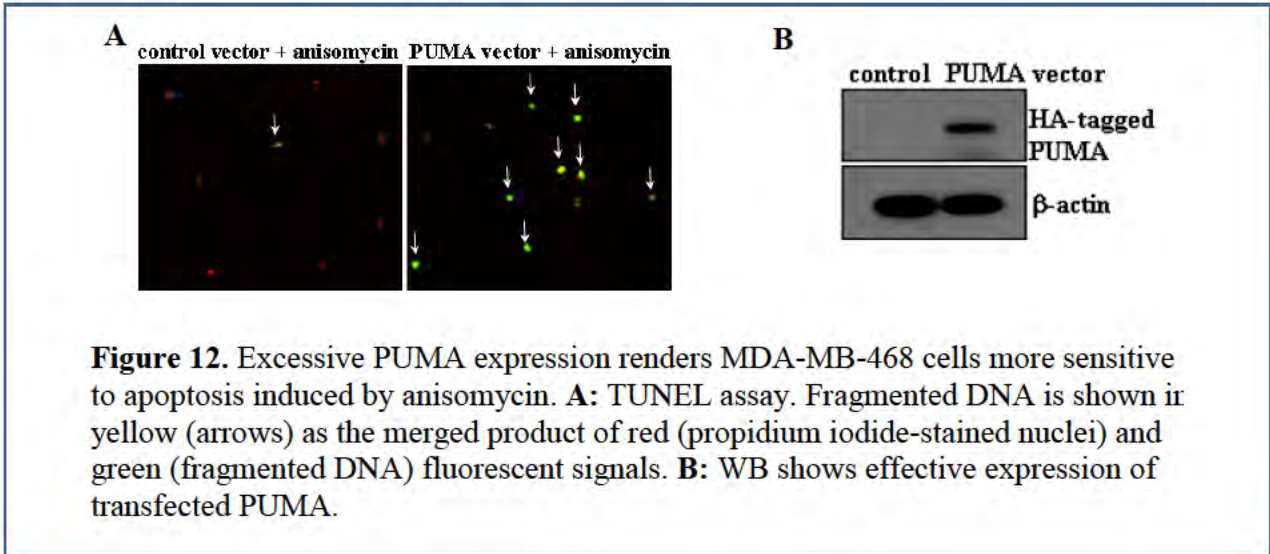 A
control vector + anisomycin PUMA vector + anisomycin
B
control PUMA vector
HA-tagged
PUMA
β-actin
Figure 12. Excessive PUMA expression renders MDA-MB-468 cells more sensitive
to apoptosis induced by anisomycin. A: TUNEL assay. Fragmented DNA is shown in
yellow (arrows) as the merged product of red (propidium iodide-stained nuclei) and
green (fragmented DNA) fluorescent signals. B: WB shows effective expression of
transfected PUMA.